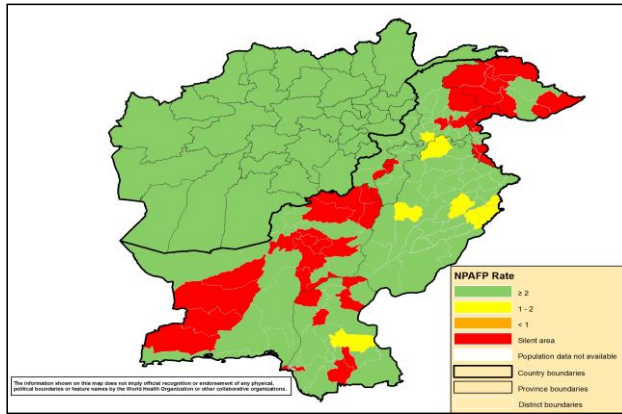 NPAFP Rate
≥ 2
1 - 2
< 1
Silent area
Population data not available
Country boundaries
Province boundaries
District boundaries
The information shown on this map does not imply official recognition or endorsement of any physical,
political boundaries or feature names by the World Health Organization or other collaborative organizations.